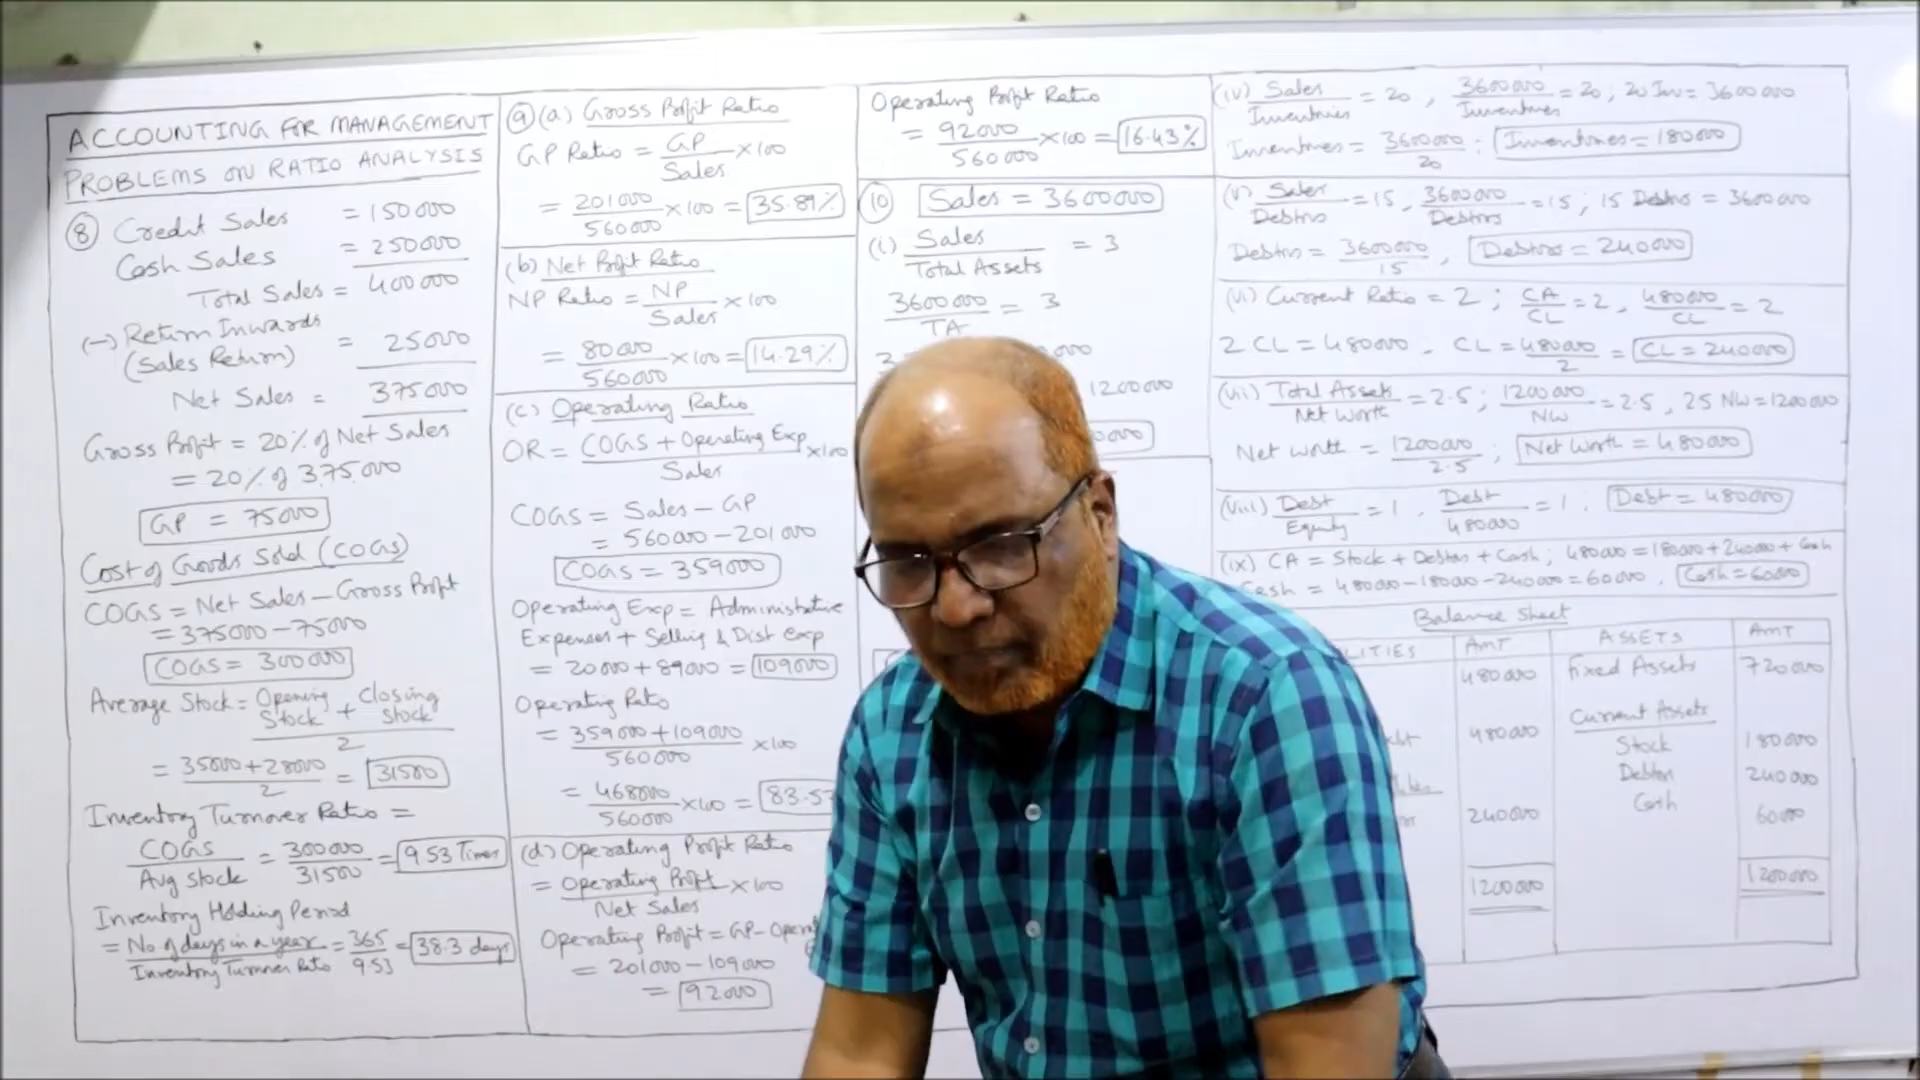 ACCOUNTING FOR MANAGEMENT
PROBLEMS ON RATIO ANALYSIS
⑧ Credit Sales = 150000
Cash Sales = 250000
Total Sales = 400000
(−) Return Inwards
(Sales Return) = 25000
Net Sales = 375000
Gross Profit = 20% of Net Sales
= 20% of 375000
GP = 75000
Cost of Goods Sold (COGS)
COGS = Net Sales − Gross Profit
= 375000 − 75000
COGS = 300000
Average Stock = Opening Stock + Closing Stock / 2
= 35000 + 28000 / 2 = 31500
Inventory Turnover Ratio =
COGS / Avg Stock = 300000 / 31500 = 9.53 Times
Inventory Holding Period
= No of days in a year / Inventory Turnover Ratio = 365 / 9.53 = 38.3 days
⑨ (a) Gross Profit Ratio
GP Ratio = GP / Sales × 100
= 201000 / 560000 × 100 = 35.89%
(b) Net Profit Ratio
NP Ratio = NP / Sales × 100
= 80000 / 560000 × 100 = 14.29%
(c) Operating Ratio
OR = COGS + Operating Exp / Sales × 100
COGS = Sales − GP
= 560000 − 201000
COGS = 359000
Operating Exp = Administrative
Expenses + Selling & Dist exp
= 20000 + 89000 = 109000
Operating Ratio
= 359000 + 109000 / 560000 × 100
= 468000 / 560000 × 100 = 83.57
(d) Operating Profit Ratio
= Operating Profit / Net Sales × 100
Operating Profit = GP −
= 201000 − 109000
= 92000
Operating Profit Ratio
= 92000 / 560000 × 100 = 16.43%
⑩ Sales = 3600000
(i) Sales / Total Assets = 3
3600000 / TA = 3
1200000
(iv) Sales / Inventories = 20, 3600000 / Inventories = 20; 20 Inv = 3600000
Inventories = 3600000 / 20; Inventories = 180000
(v) Sales / Debtors = 15, 3600000 / Debtors = 15; 15 Debtors = 3600000
Debtors = 3600000 / 15, Debtors = 240000
(vi) Current Ratio = 2; CA / CL = 2, 480000 / CL = 2
2 CL = 480000, CL = 480000 / 2 = CL = 240000
(vii) Total Assets / Net Worth = 2.5; 1200000 / NW = 2.5, 2.5 NW = 1200000
Net Worth = 1200000 / 2.5; Net Worth = 480000
(viii) Debt / Equity = 1, Debt / 480000 = 1; Debt = 480000
(ix) CA = Stock + Debtors + Cash; 480000 = 180000 + 240000 + Cash
Cash = 480000 − 180000 − 240000 = 60000, Cash = 60000
Balance Sheet
AMT ASSETS AMT
480000 Fixed Assets 720000
Current Assets
480000 Stock 180000
Debtors 240000
240000 Cash 60000
1200000 1200000